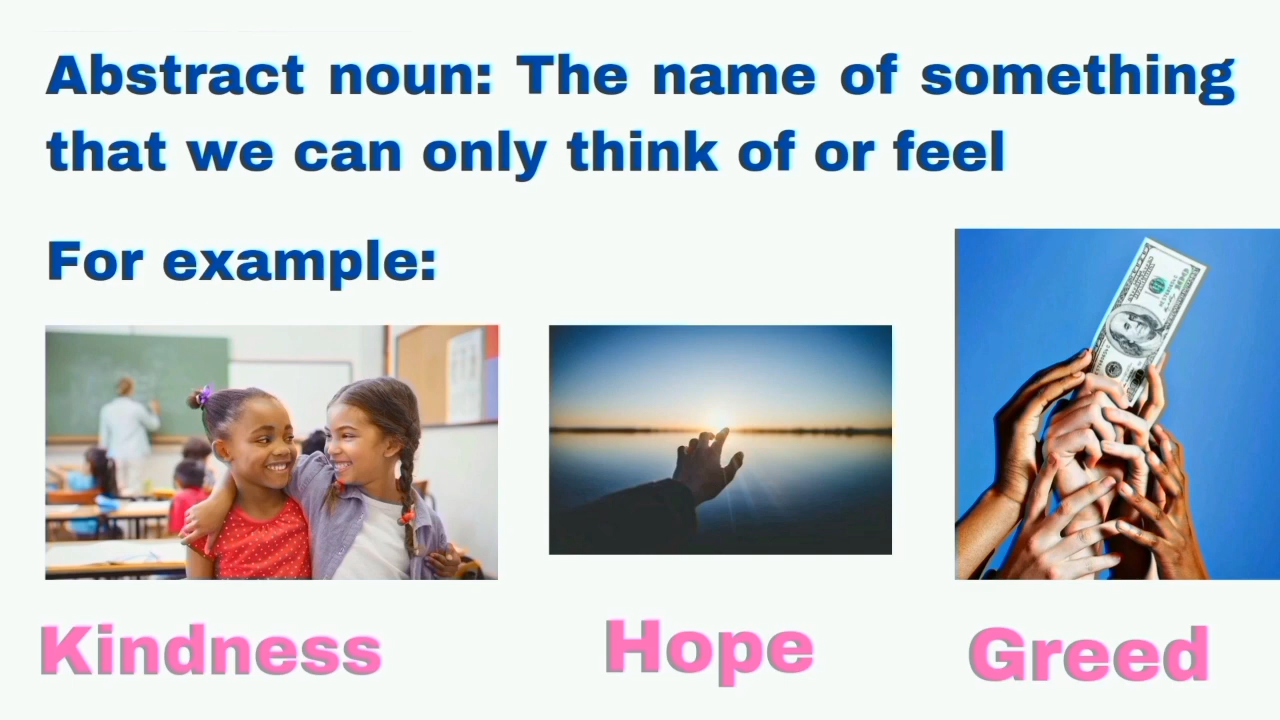 Abstract noun: The name of something
that we can only think of or feel
For example:
Kindness
Hope
Greed